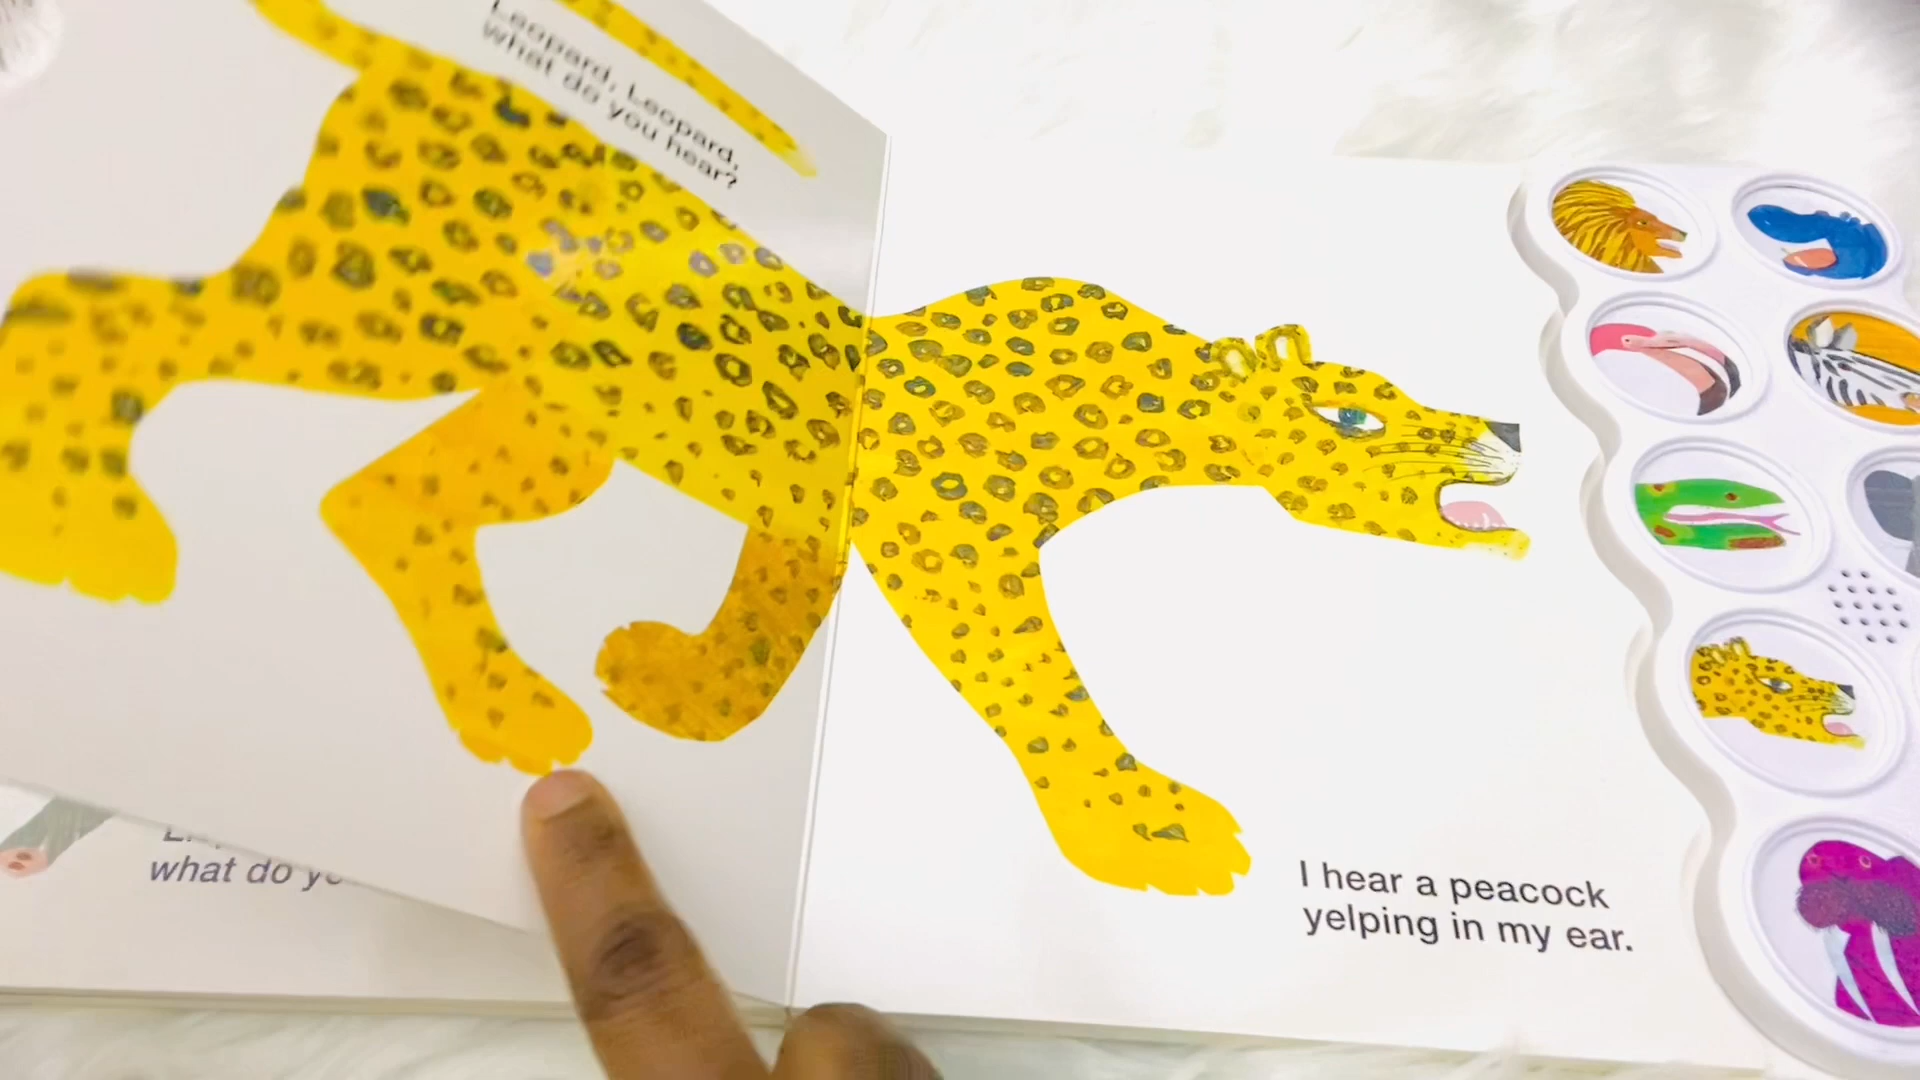 Leopard, Leopard,
what do you hear?
what do
I hear a peacock
yelping in my ear.